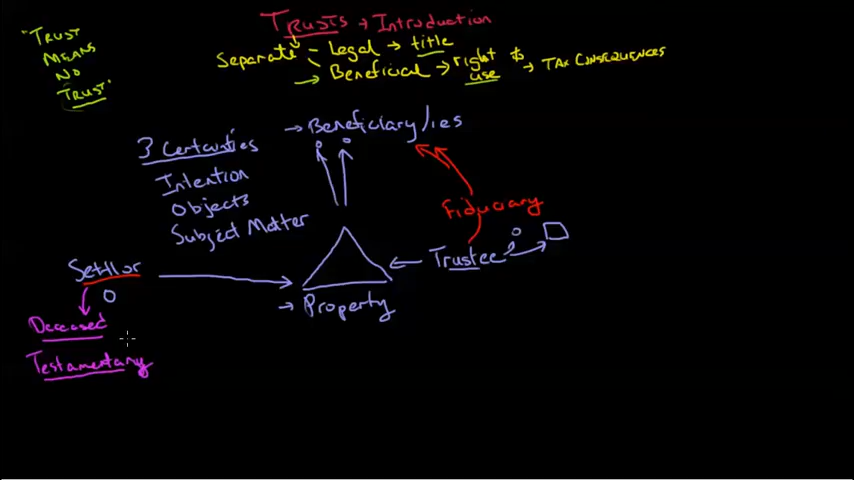 TRUSTS → Introduction
"TRUST
MEANS
NO
TRUST"
Separate - Legal → title
→ Beneficial → right $ → TAX CONSEQUENCES
use
→ Beneficiary/ies
3 Certainties
Intention
Objects
Subject Matter
Fiduciary
Trustee
Settlor
→ Property
Deceased
Testamentary